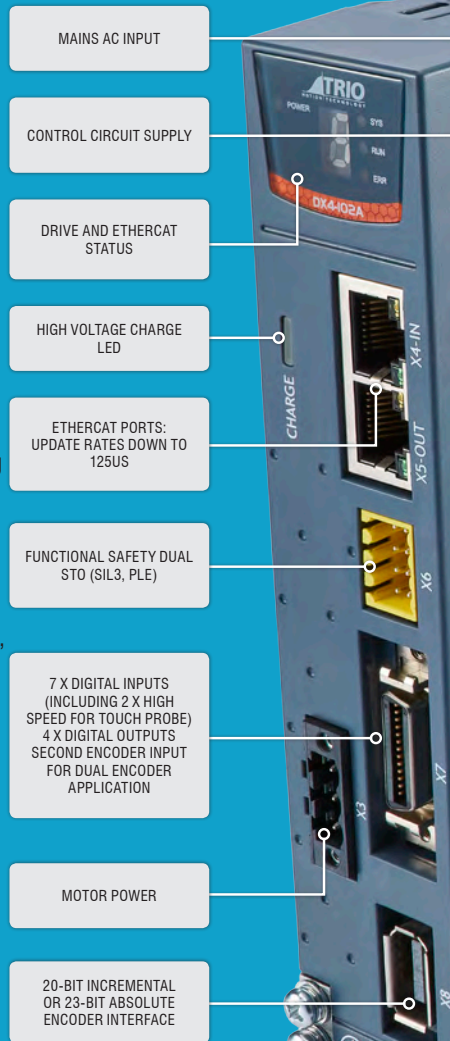 MAINS AC INPUT
CONTROL CIRCUIT SUPPLY
DRIVE AND ETHERCAT
STATUS
HIGH VOLTAGE CHARGE
LED
ETHERCAT PORTS:
UPDATE RATES DOWN TO
125US
FUNCTIONAL SAFETY DUAL
STO (SIL3, PLE)
,
7 X DIGITAL INPUTS
(INCLUDING 2 X HIGH
SPEED FOR TOUCH PROBE)
4 X DIGITAL OUTPUTS
SECOND ENCODER INPUT
FOR DUAL ENCODER
APPLICATION
MOTOR POWER
20-BIT INCREMENTAL
OR 23-BIT ABSOLUTE
ENCODER INTERFACE
TRIO
MOTION TECHNOLOGY
POWER
SYS
RUN
ERR
DX4-102A
CHARGE
X4-IN
X5-OUT
X6
X7
X3
X8